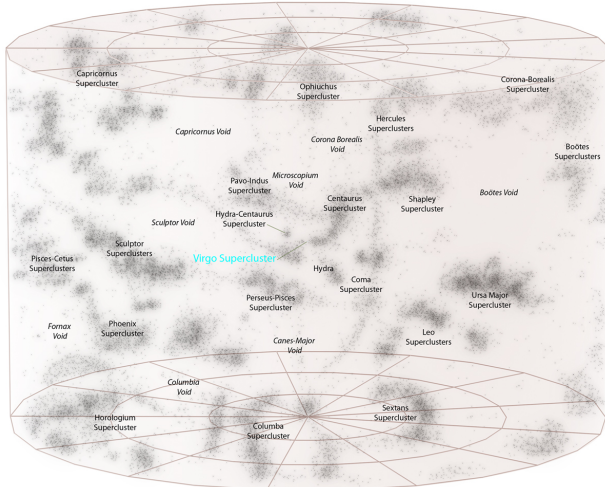 Capricornus
Supercluster
Ophiuchus
Supercluster
Corona-Borealis
Supercluster
Capricornus Void
Corona Borealis
Void
Hercules
Superclusters
Boötes
Superclusters
Pavo-Indus
Supercluster
Microscopium
Void
Centaurus
Supercluster
Shapley
Supercluster
Boötes Void
Sculptor Void
Hydra-Centaurus
Supercluster
Pisces-Cetus
Superclusters
Sculptor
Superclusters
Virgo Supercluster
Hydra
Coma
Supercluster
Perseus-Pisces
Supercluster
Ursa Major
Supercluster
Fornax
Void
Phoenix
Supercluster
Canes-Major
Void
Leo
Superclusters
Columbia
Void
Horologium
Supercluster
Columba
Supercluster
Sextans
Supercluster